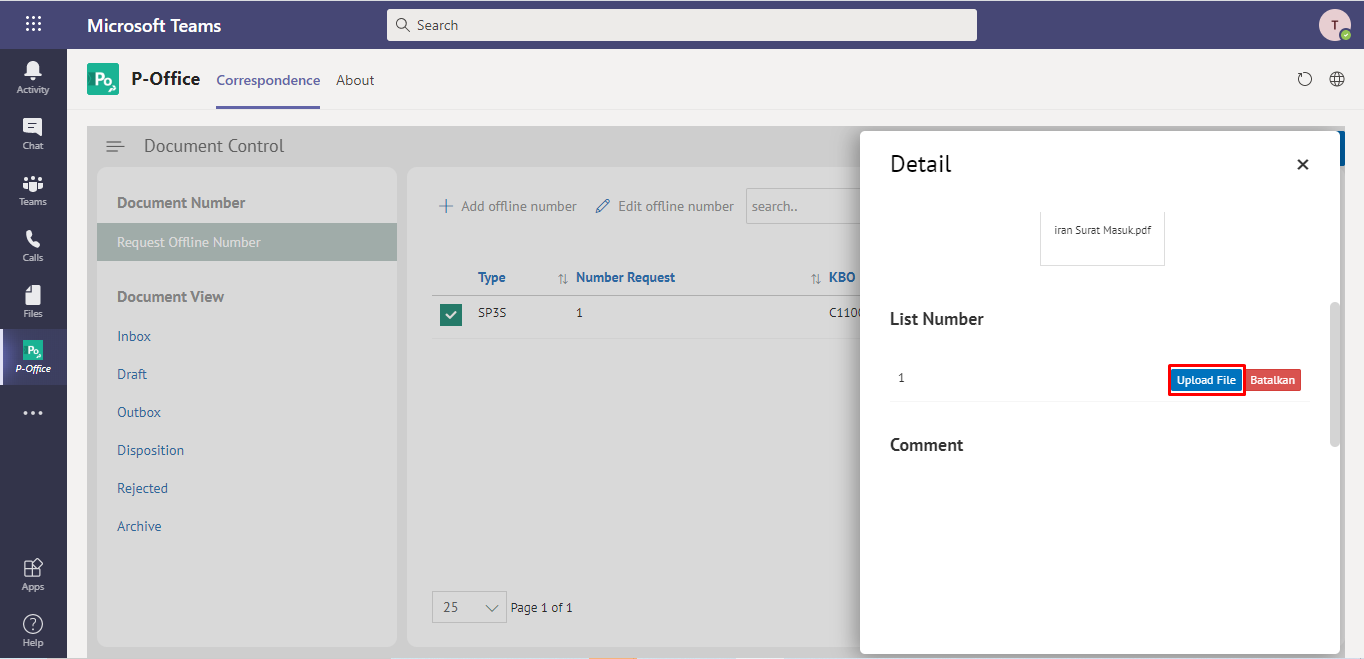 Microsoft Teams
Search
T
Activity
Chat
Teams
Calls
Files
Po
P-Office
Apps
Help
Po
P-Office
Correspondence
About
Document Control
Document Number
Request Offline Number
Document View
Inbox
Draft
Outbox
Disposition
Rejected
Archive
Add offline number
Edit offline number
search..
Type
Number Request
KBO
SP3S
1
C1100
25
Page 1 of 1
Detail
iran Surat Masuk.pdf
List Number
1
Upload File
Batalkan
Comment